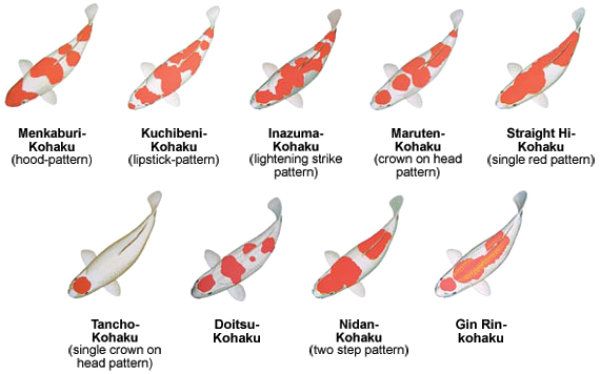 Menkaburi-
Kohaku
(hood-pattern)
Kuchibeni-
Kohaku
(lipstick-pattern)
Inazuma-
Kohaku
(lightening strike
pattern)
Maruten-
Kohaku
(crown on head
pattern)
Straight Hi-
Kohaku
(single red pattern)
Tancho-
Kohaku
(single crown on
head pattern)
Doitsu-
Kohaku
Nidan-
Kohaku
(two step pattern)
Gin Rin-
kohaku